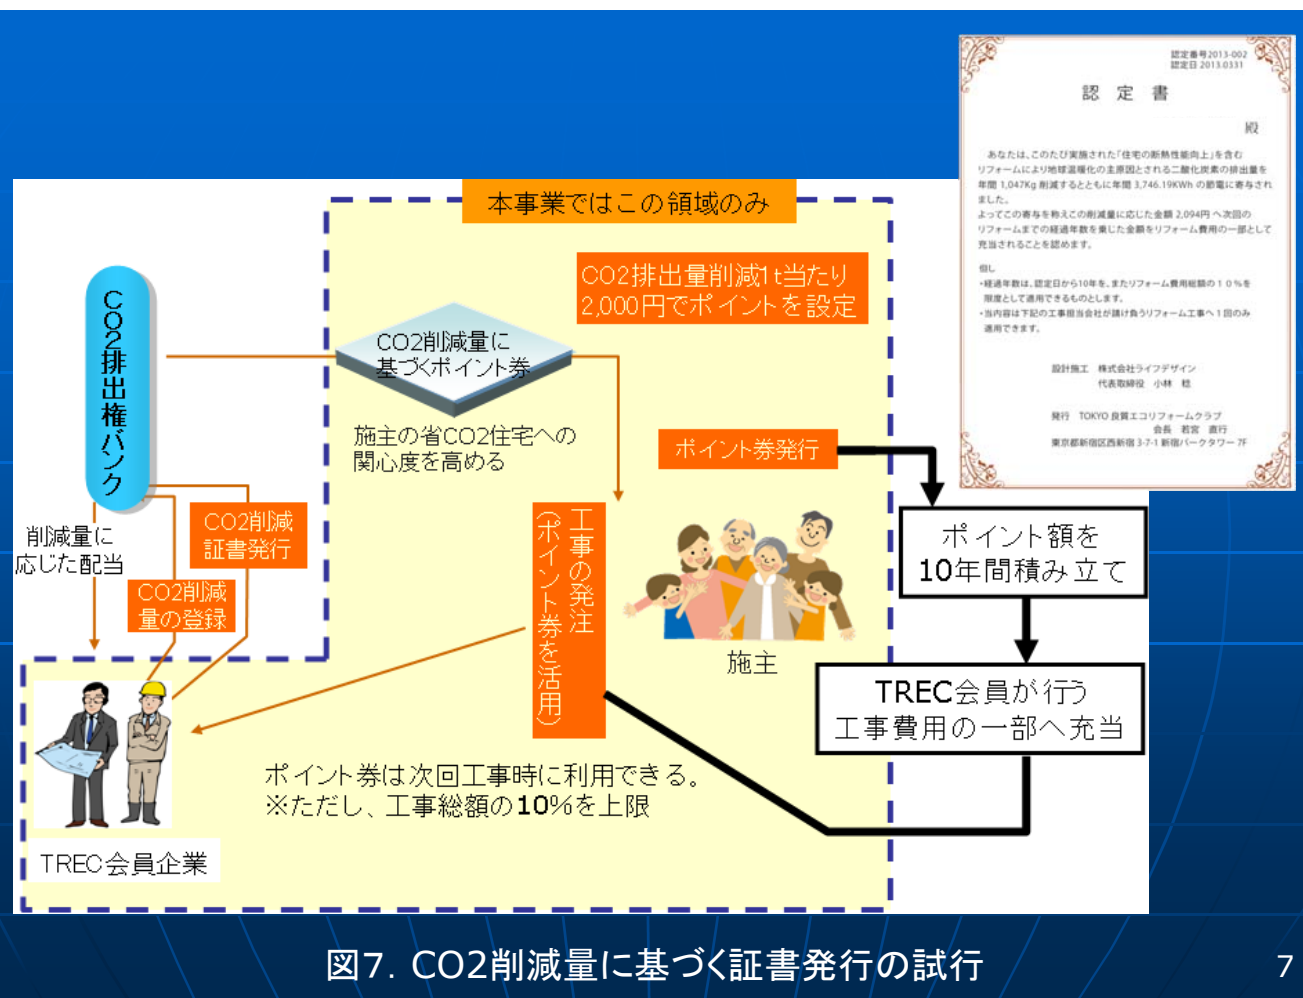 認定番号2013-002
認定日 2013.0331
認 定 書
殿
あなたは、このたび実施された「住宅の断熱性能向上」を含む
リフォームにより地球温暖化の主原因とされる二酸化炭素の排出量を
年間 1,047Kg 削減するとともに年間 3,746.19KWh の節電に寄与され
ました。
よってこの寄与を称えこの削減量に応じた金額 2,094円 へ次回の
リフォームまでの経過年数を乗じた金額をリフォーム費用の一部として
充当されることを認めます。
但し
・経過年数は、認定日から10年を、またリフォーム費用総額の10%を
限度として適用できるものとします。
・当内容は下記の工事担当会社が請け負うリフォーム工事へ1回のみ
適用できます。
設計施工 株式会社ライフデザイン
代表取締役 小林 稔
発行 TOKYO 良質エコリフォームクラブ
会長 若宮 直行
東京都新宿区西新宿 3-7-1 新宿パークタワー 7F
本事業ではこの領域のみ
CO2排出量削減1t当たり
2,000円でポイントを設定
CO2排出権バンク
CO2削減量に
基づくポイント券
施主の省CO2住宅への
関心度を高める
ポイント券発行
削減量に
応じた配当
CO2削減
証書発行
CO2削減
量の登録
工事の発注
(ポイント券を活用)
施主
ポイント額を
10年間積み立て
TREC会員が行う
工事費用の一部へ充当
ポイント券は次回工事時に利用できる。
※ただし、工事総額の10%を上限
TREC会員企業
図7. CO2削減量に基づく証書発行の試行
7